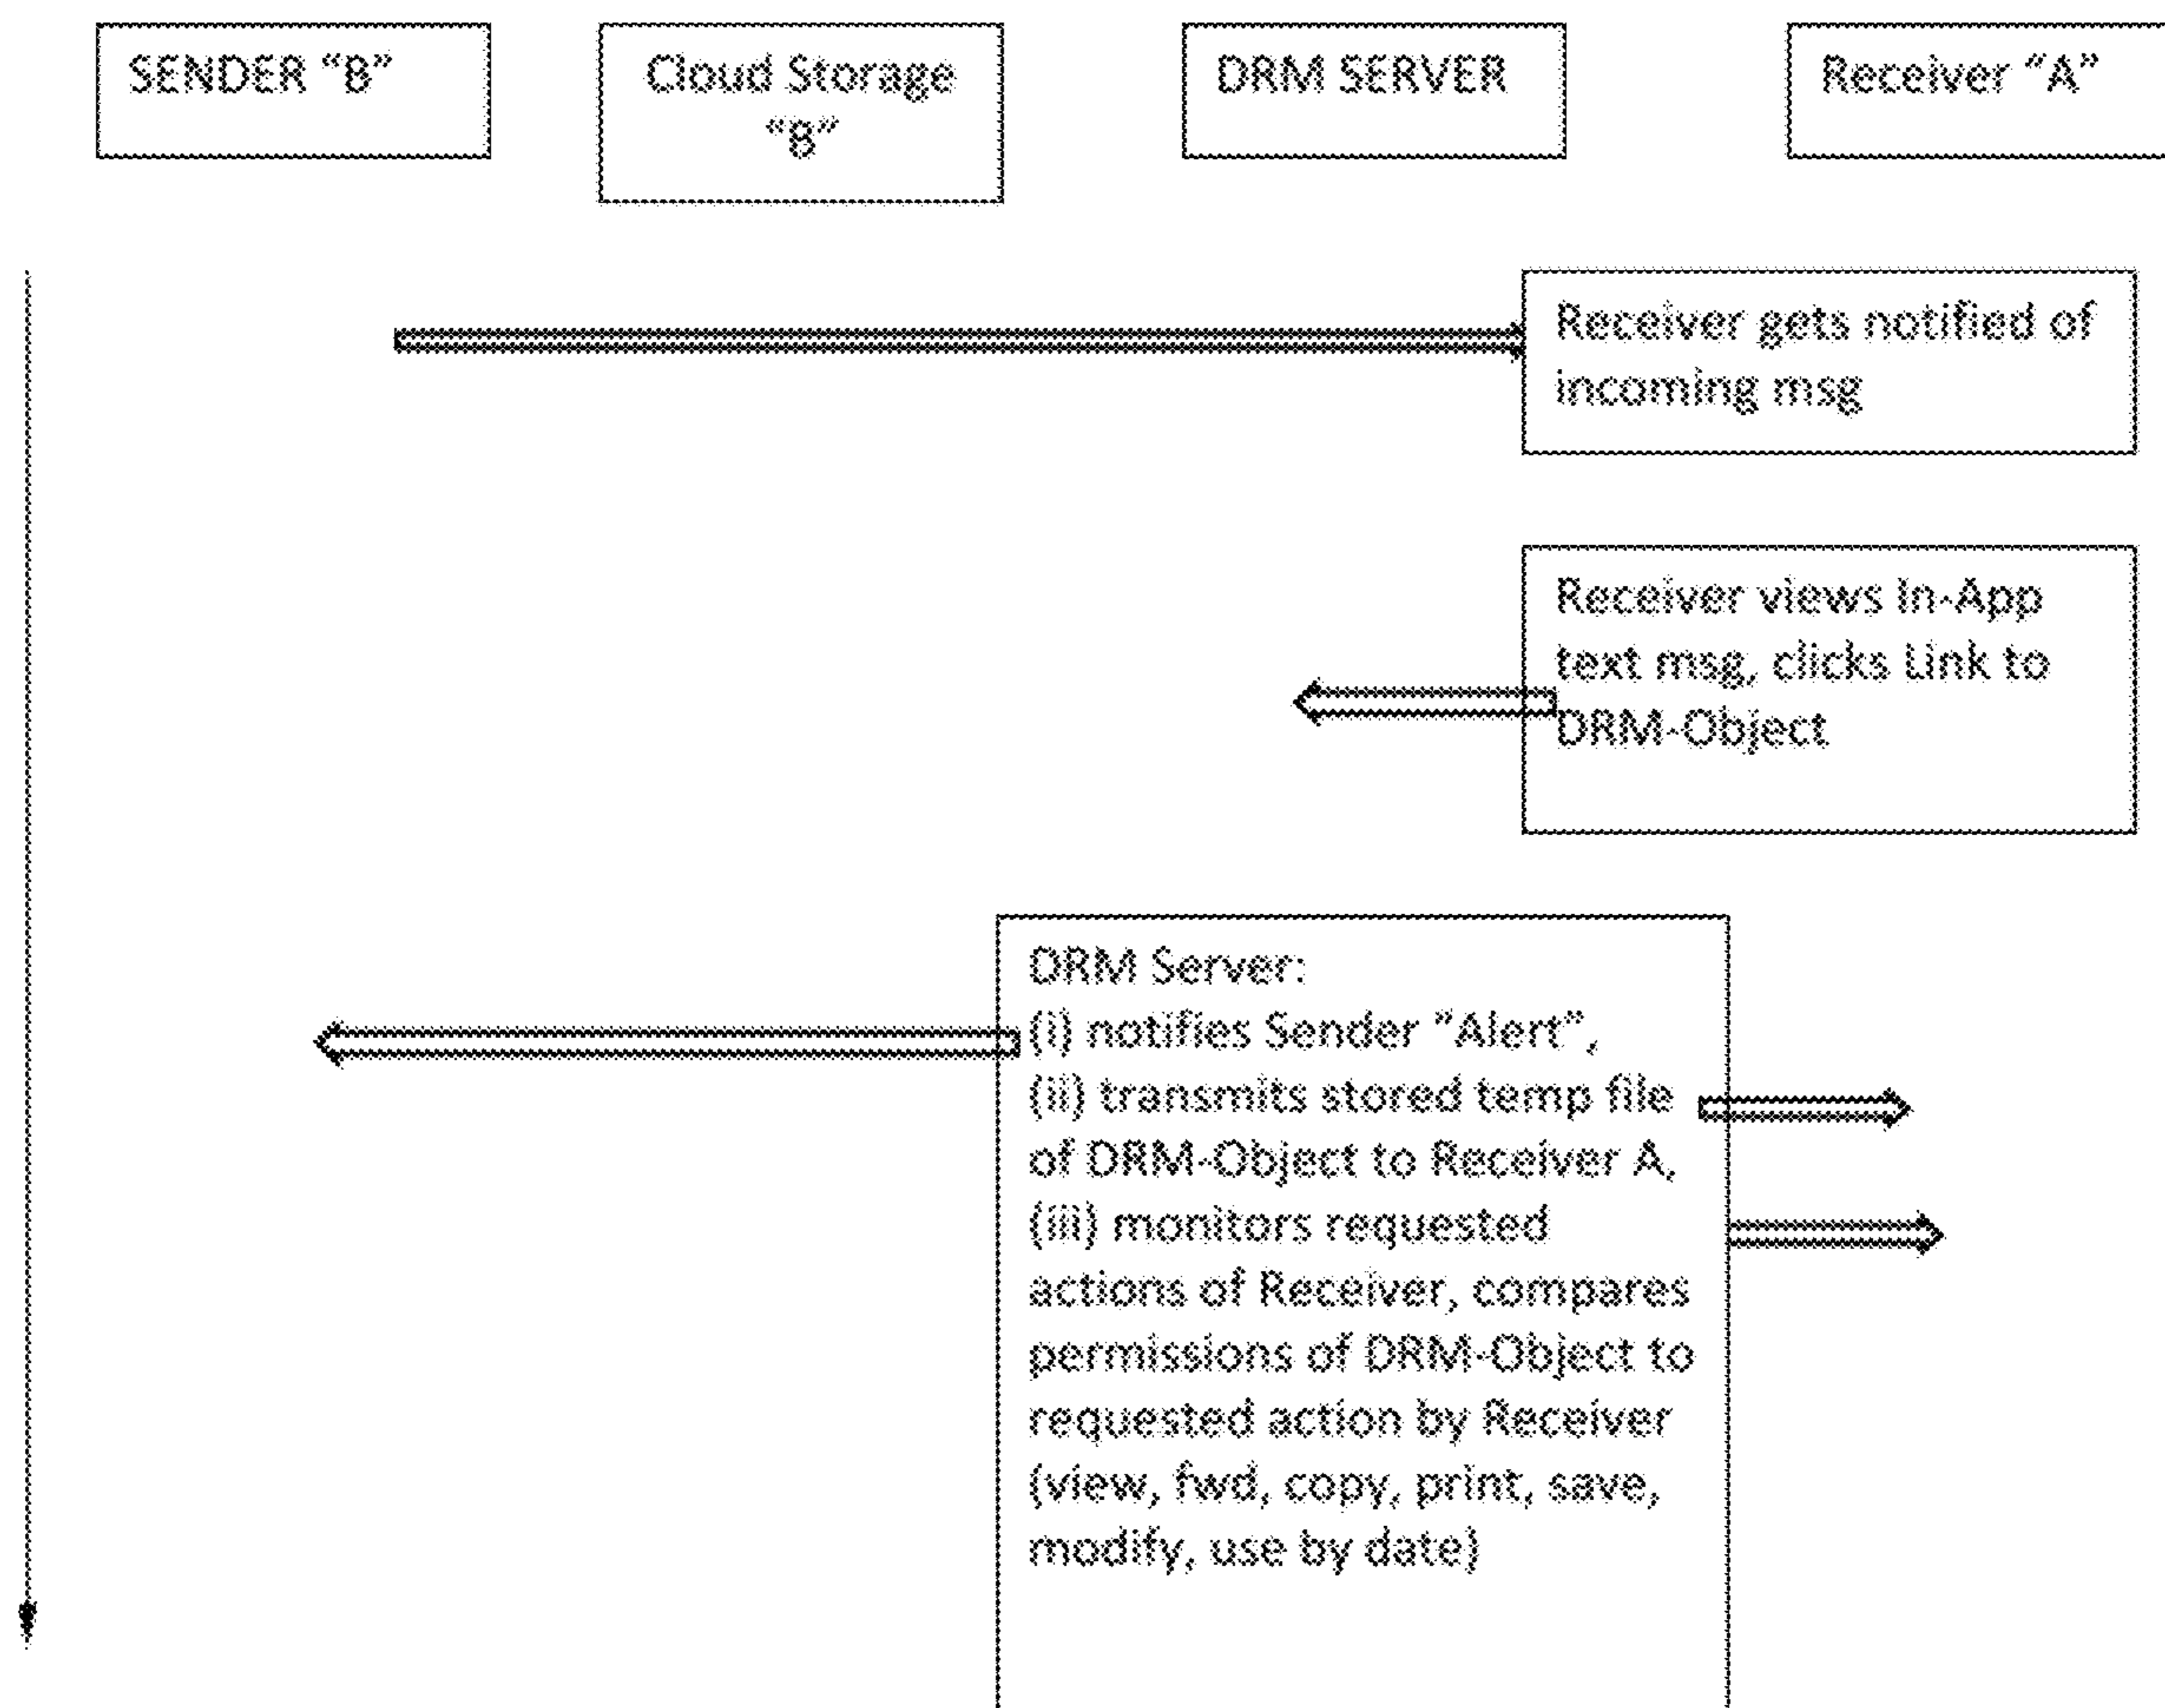 SENDER “B”
Cloud Storage
“B”
DRM SERVER
Receiver “A”
Receiver gets notified of
incoming msg
Receiver views In-App
text msg, clicks Link to
DRM-Object
DRM Server:
(i) notifies Sender “Alert”,
(ii) transmits stored temp file
of DRM-Object to Receiver A,
(iii) monitors requested
actions of Receiver, compares
permissions of DRM-Object to
requested action by Receiver
(view, fwd, copy, print, save,
modify, use by date)